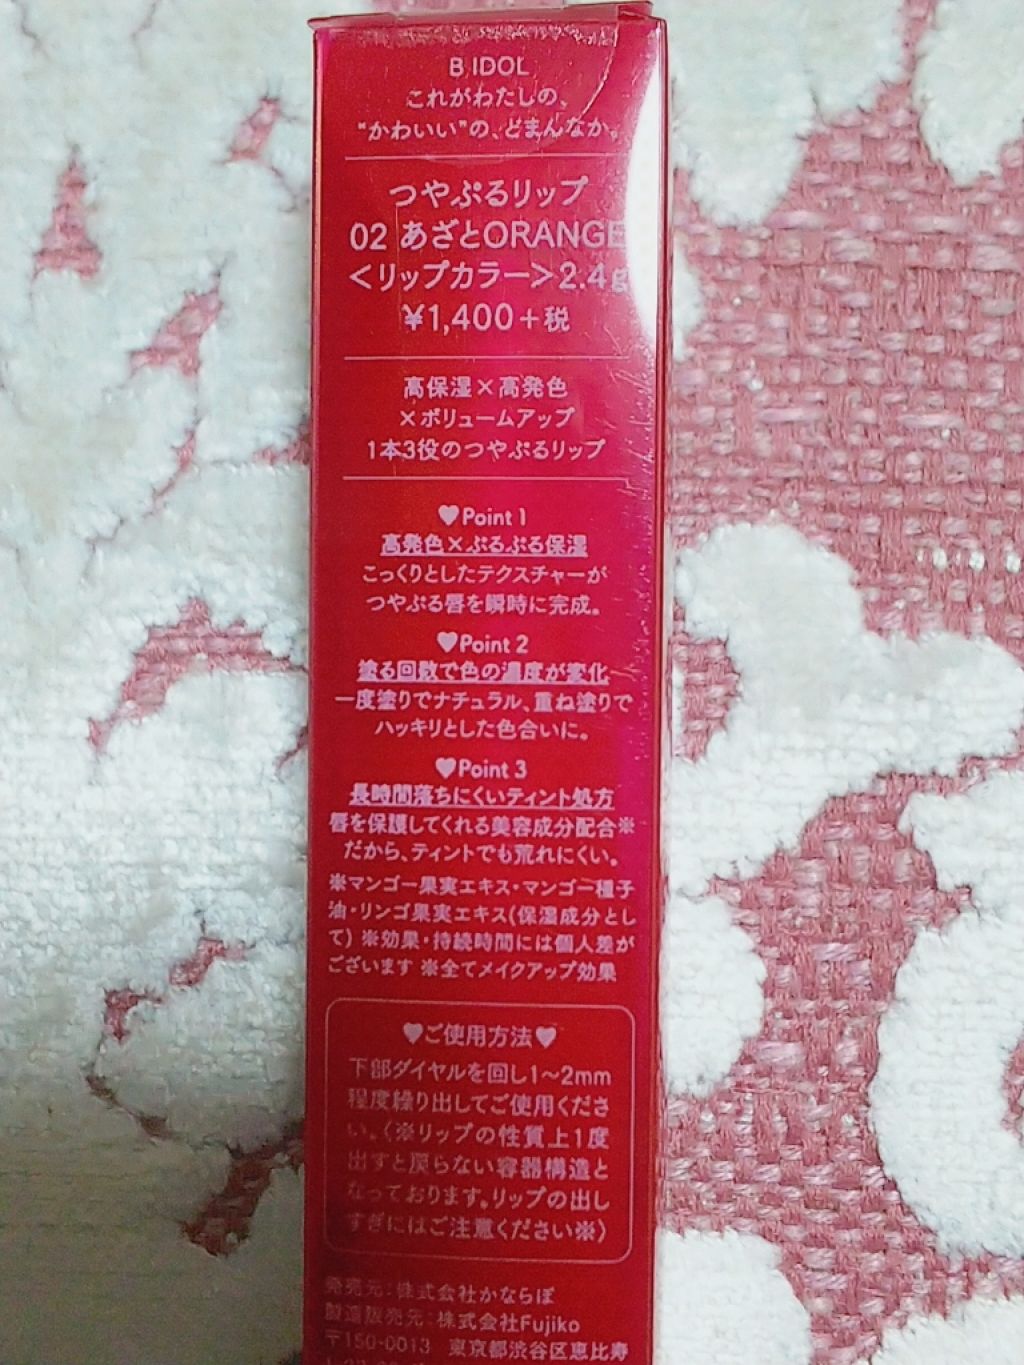 B IDOL
これがわたしの、
"かわいい"の、どまんなか。
つやぷるリップ
02 あざとORANGE
＜リップカラー＞2.4g
¥1,400＋税
高保湿×高発色
×ボリュームアップ
1本3役のつやぷるリップ
♥Point 1
高発色×ぷるぷる保湿
こっくりとしたテクスチャーが
つやぷる唇を瞬時に完成。
♥Point 2
塗る回数で色の濃度が変化
一度塗りでナチュラル、重ね塗りで
ハッキリとした色合いに。
♥Point 3
長時間落ちにくいティント処方
唇を保護してくれる美容成分配合※
だから、ティントでも荒れにくい。
※マンゴー果実エキス・マンゴー種子
油・リンゴ果実エキス(保湿成分とし
て) ※効果・持続時間には個人差が
ございます ※全てメイクアップ効果
♥ご使用方法♥
下部ダイヤルを回し1〜2mm
程度繰り出してご使用くださ
い。(※リップの性質上1度
出すと戻らない容器構造と
なっております。リップの出し
すぎにはご注意ください※)
発売元：株式会社かならぼ
製造販売元：株式会社Fujiko
〒150-0013 東京都渋谷区恵比寿